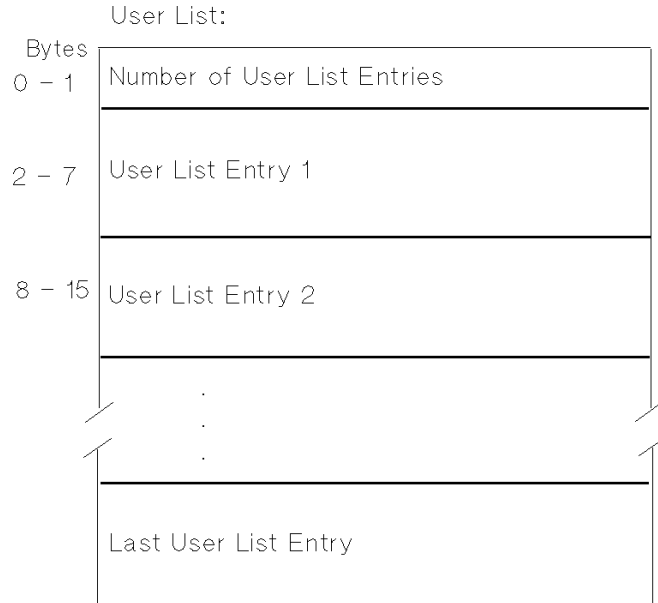 User List:
Bytes
0 – 1 Number of User List Entries
2 – 7 User List Entry 1
8 – 15 User List Entry 2
.
.
.
Last User List Entry